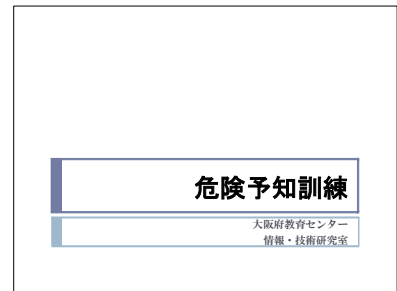 危険予知訓練
大阪府教育センター
情報・技術研究室